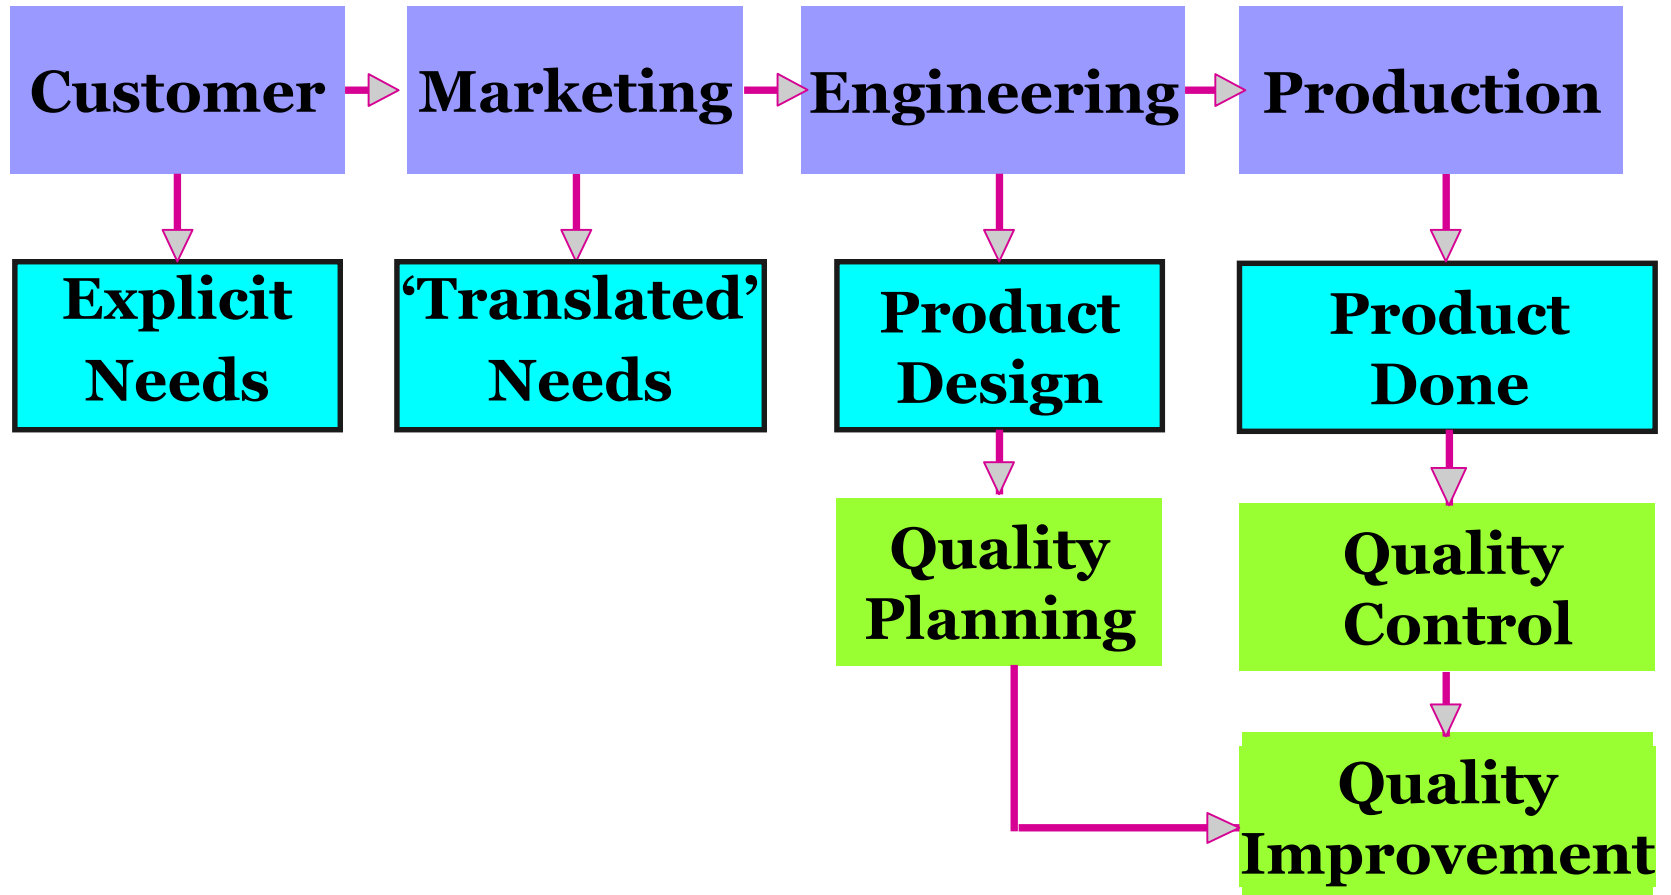 Customer
Marketing
Engineering
Production
Explicit
Needs
‘Translated’
Needs
Product
Design
Product
Done
Quality
Planning
Quality
Control
Quality
Improvement